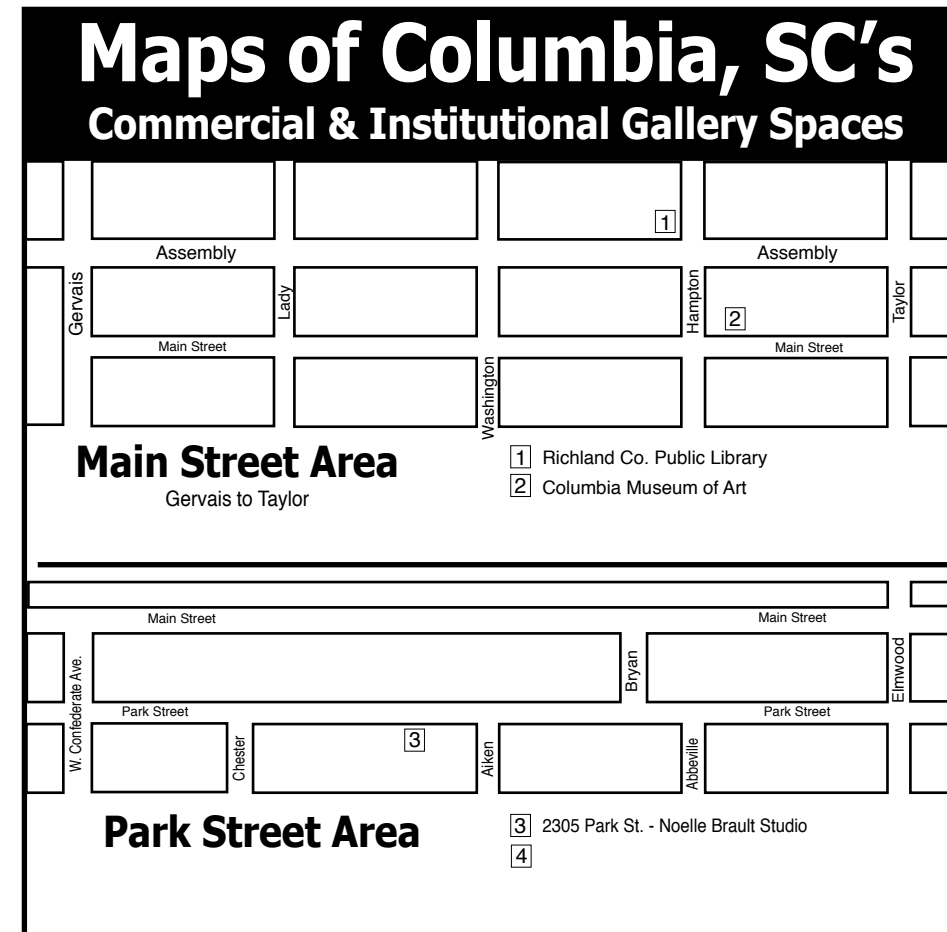 Maps of Columbia, SC’s
Commercial & Institutional Gallery Spaces
1
Assembly
Assembly
Gervais
Lady
Hampton
Taylor
2
Main Street
Main Street
Washington
Main Street Area
Gervais to Taylor
1 Richland Co. Public Library
2 Columbia Museum of Art
Main Street
Main Street
W. Confederate Ave.
Bryan
Elmwood
Park Street
Park Street
Chester
3
Aiken
Abbeville
Park Street Area
3 2305 Park St. - Noelle Brault Studio
4